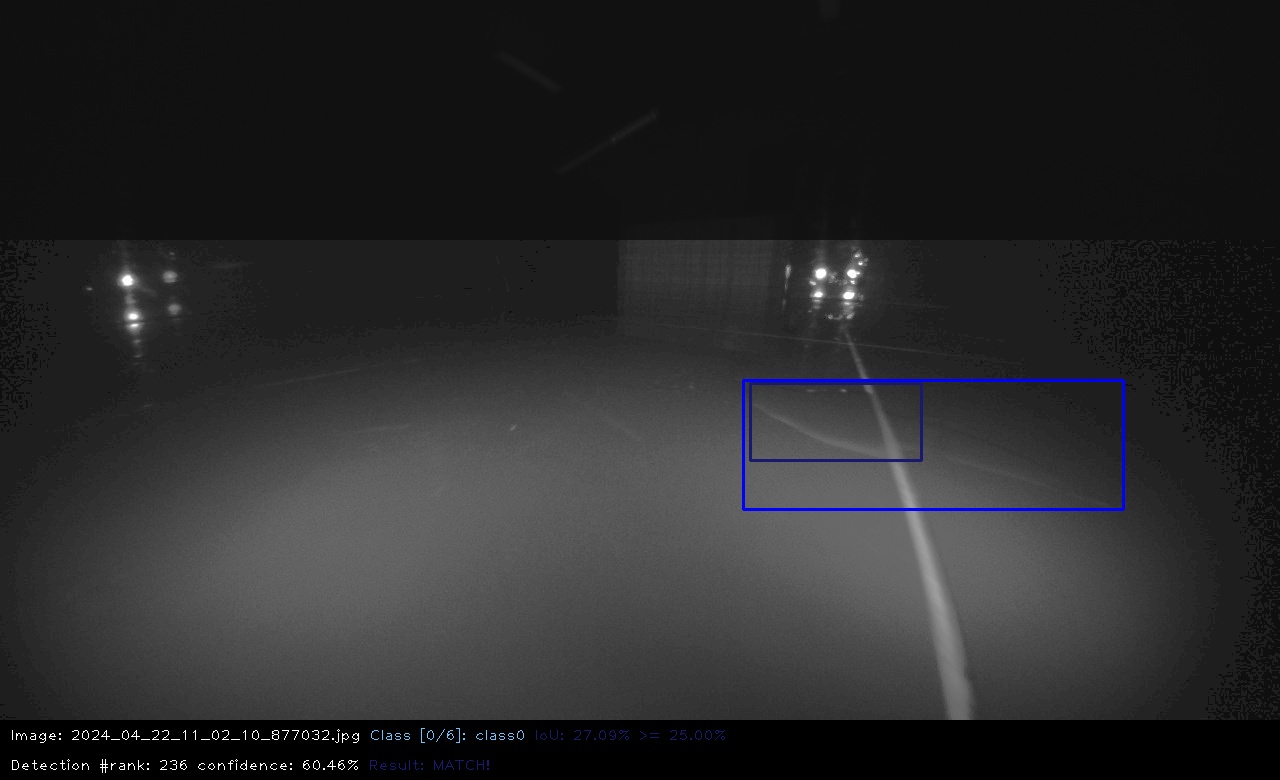 Image: 2024_04_22_11_02_10_877032.jpg Class [0/6]: class0 IoU: 27.09% >= 25.00%
Detection #rank: 236 confidence: 60.46% Result: MATCH!